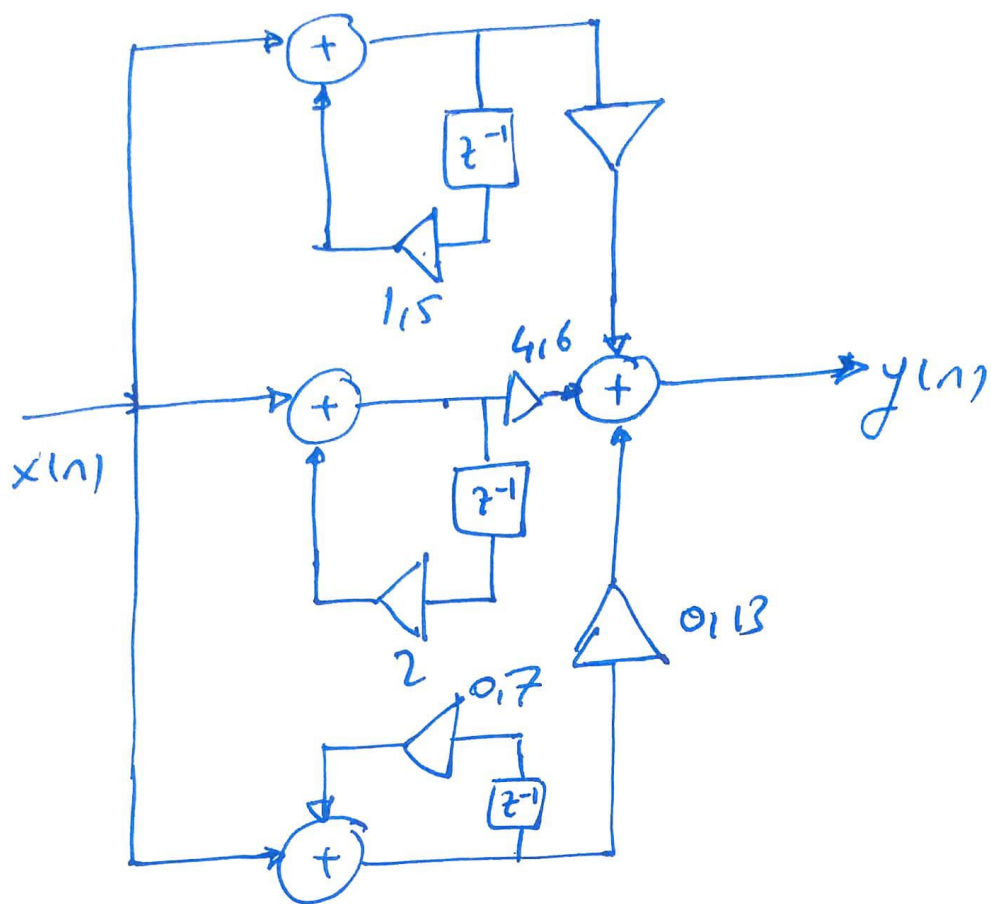 +
z⁻¹
1,5
4,6
+
+
y(n)
x(n)
z⁻¹
2
0,13
0,7
z⁻¹
+